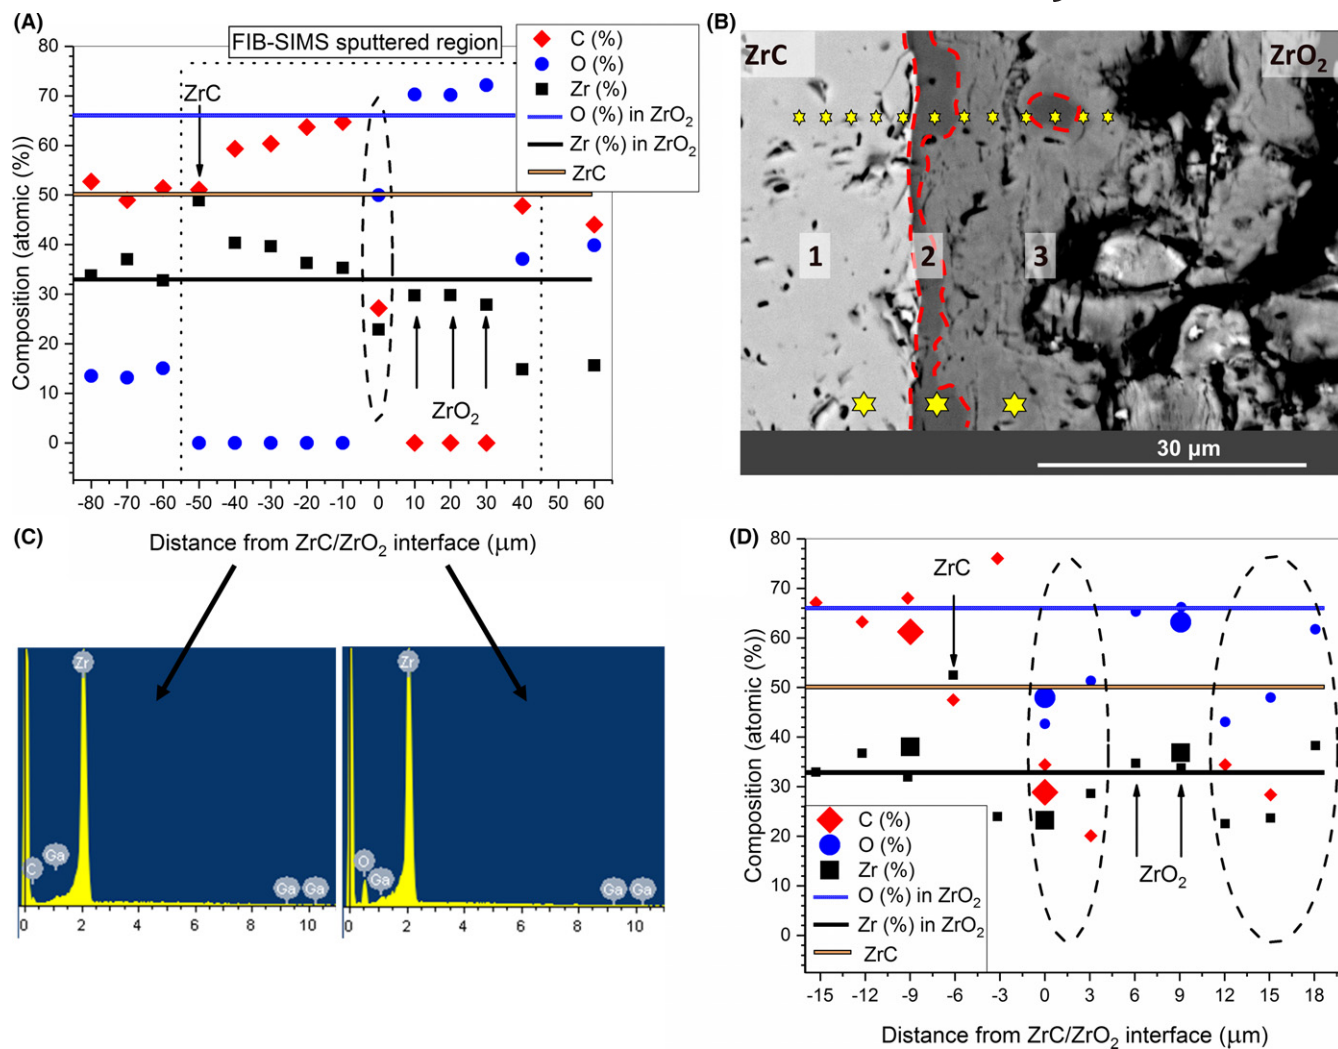 (A)
FIB-SIMS sputtered region
C (%)
O (%)
Zr (%)
O (%) in ZrO2
Zr (%) in ZrO2
ZrC
ZrC
ZrO2
Composition (atomic (%))
80
70
60
50
40
30
20
10
0
-80 -70 -60 -50 -40 -30 -20 -10 0 10 20 30 40 50 60
Distance from ZrC/ZrO2 interface (μm)
(B)
ZrC
ZrO2
1 2 3
30 μm
(C)
Zr
C
Ga
Ga Ga
0 2 4 6 8 10
Zr
O
Ga
Ga Ga
0 2 4 6 8 10
(D)
ZrC
ZrO2
C (%)
O (%)
Zr (%)
O (%) in ZrO2
Zr (%) in ZrO2
ZrC
Composition (atomic (%))
80
70
60
50
40
30
20
10
0
-15 -12 -9 -6 -3 0 3 6 9 12 15 18
Distance from ZrC/ZrO2 interface (μm)